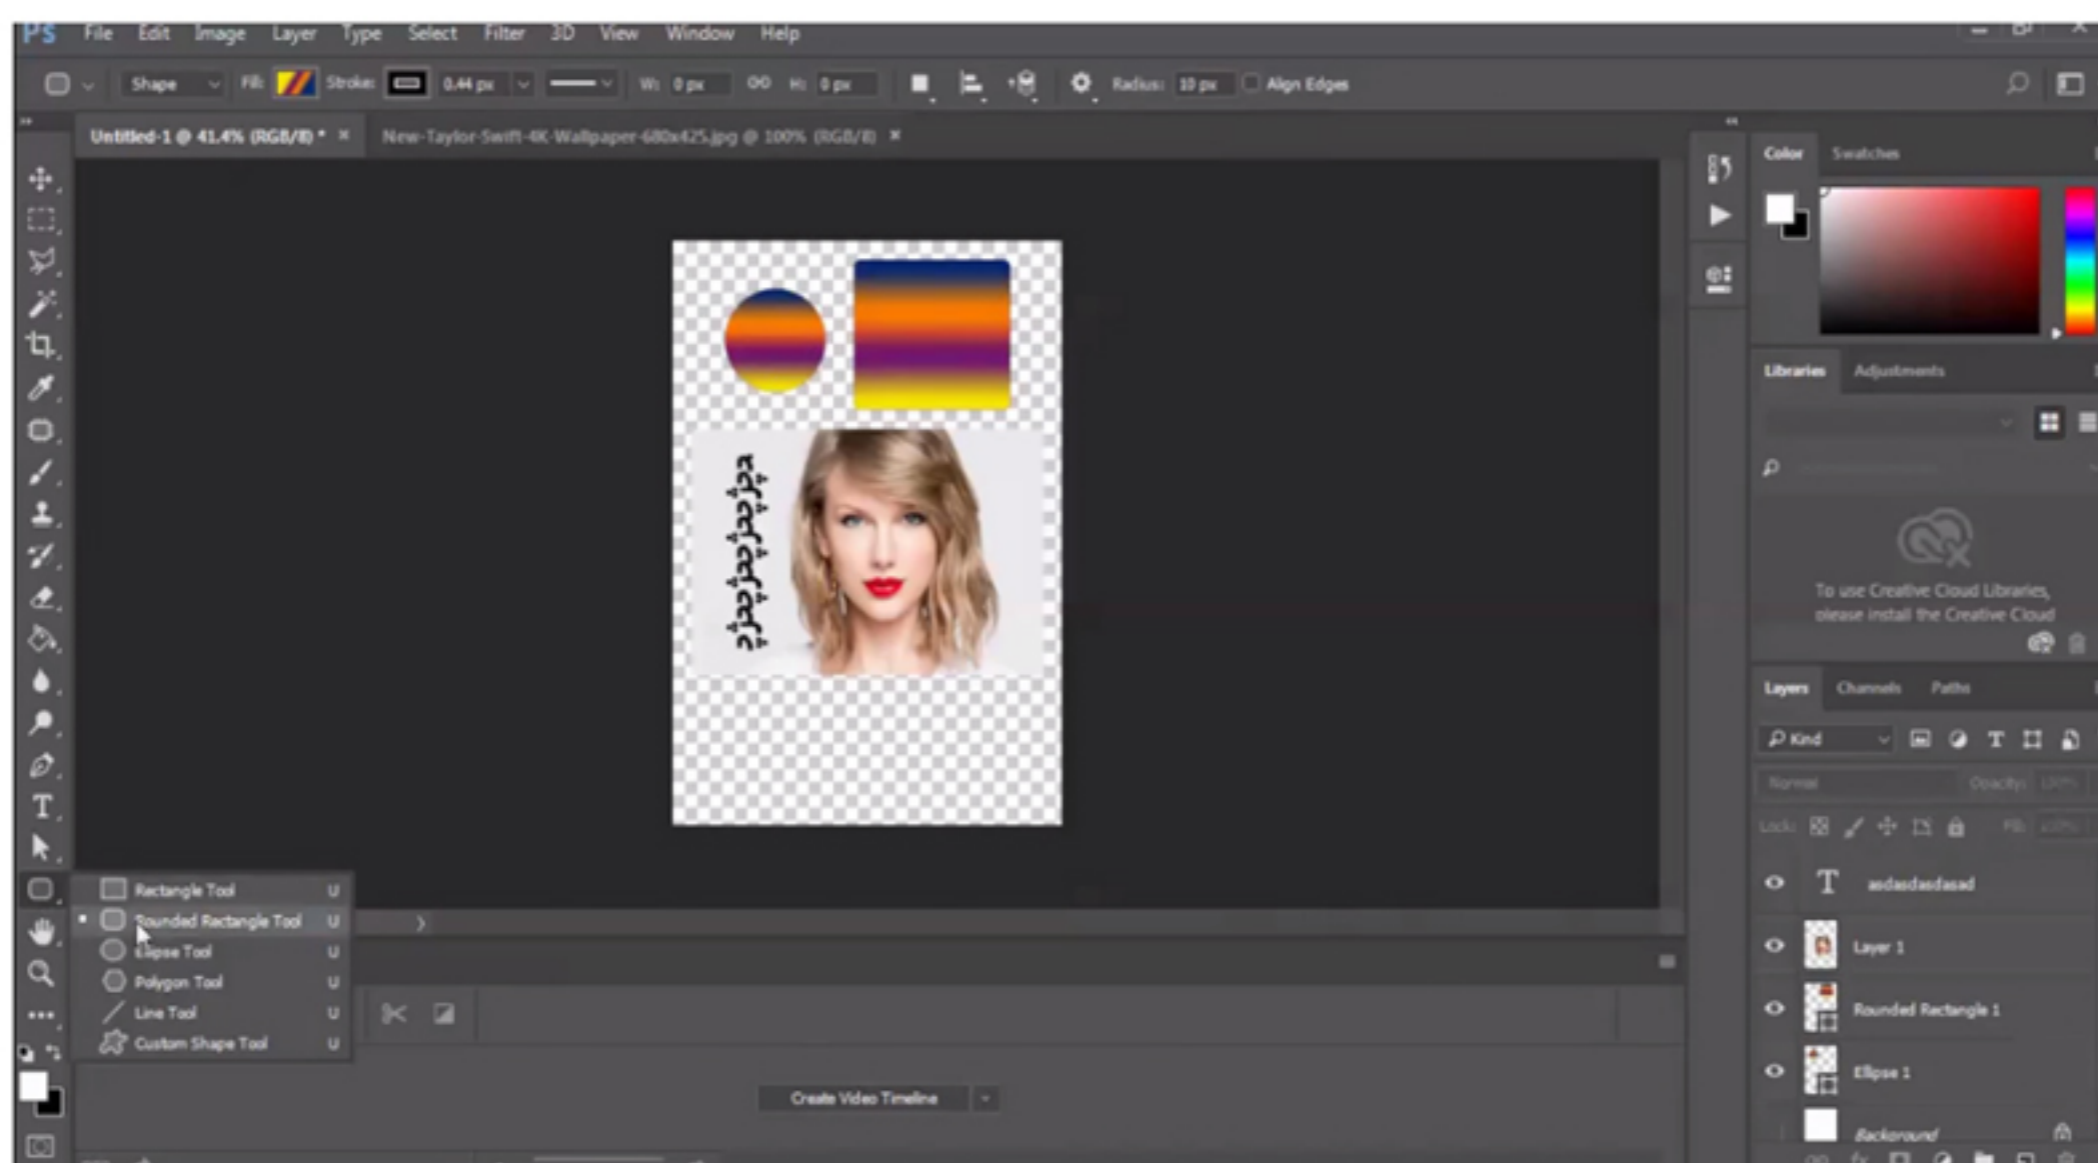 Ps File Edit Image Layer Type Select Filter 3D View Window Help
Shape Fill: Stroke: 0.44 px W: 0 px H: 0 px Radius: 10 px Align Edges
Untitled-1 @ 41.4% (RGB/8) * × New-Taylor-Swift-4K-Wallpaper-680x425.jpg @ 100% (RGB/8) ×
Color Swatches
Libraries Adjustments
To use Creative Cloud Libraries,
please install the Creative Cloud
Layers Channels Paths
Kind
Normal Opacity: 100%
Lock: Fill: 100%
asdasdasdasad
Layer 1
Rounded Rectangle 1
Ellipse 1
Background
Rectangle Tool U
Rounded Rectangle Tool U
Ellipse Tool U
Polygon Tool U
Line Tool U
Custom Shape Tool U
Create Video Timeline